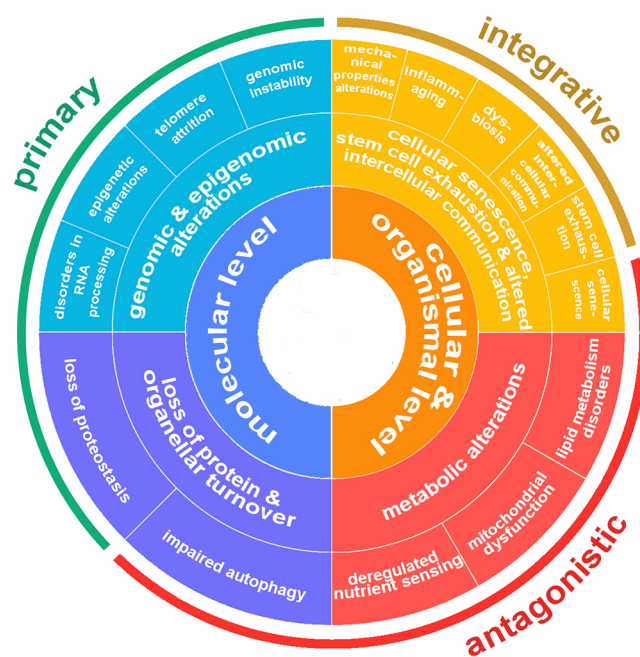 primary
integrative
antagonistic
genomic
instability
telomere
attrition
epigenetic
alterations
disorders in
RNA
processing
loss of proteostasis
impaired autophagy
mecha-
nical
properties
alterations
Inflamm-
aging
dys-
biosis
altered
inter-
cellular
commu-
nication
stem cell
exhaus-
tion
cellular
sene-
scence
lipid metabolism
disorders
mitochondrial
dysfunction
deregulated
nutrient sensing
genomic & epigenomic
alterations
loss of protein &
organellar turnover
cellular senescence,
stem cell exhaustion & altered
intercellular communication
metabolic alterations
molecular level
cellular &
organismal level